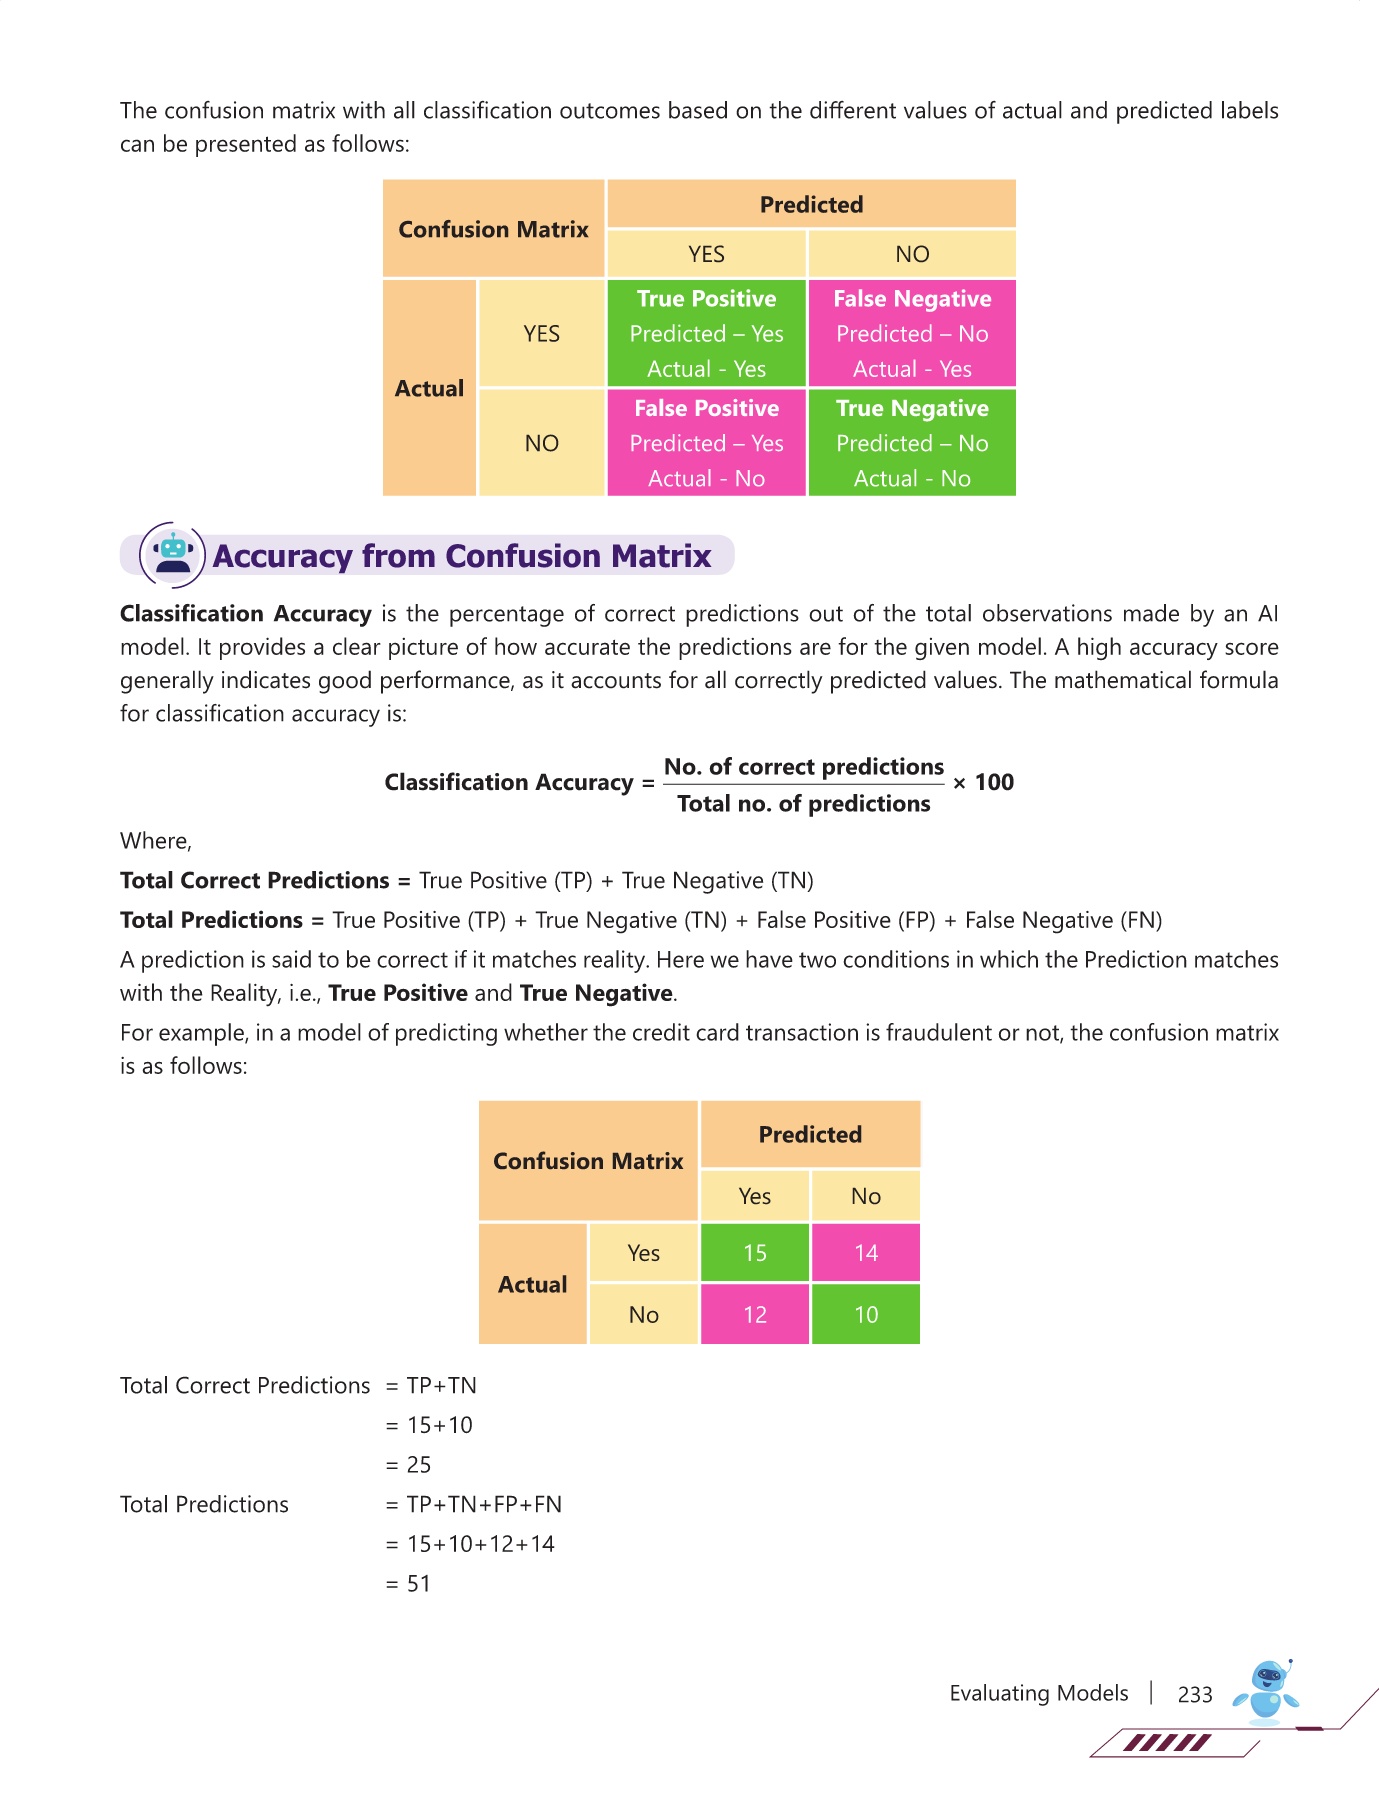 The confusion matrix with all classification outcomes based on the different values of actual and predicted labels
can be presented as follows:
Confusion Matrix
Predicted
YES
NO
Actual
YES
True Positive
Predicted – Yes
Actual - Yes
False Negative
Predicted – No
Actual - Yes
NO
False Positive
Predicted – Yes
Actual - No
True Negative
Predicted – No
Actual - No
Accuracy from Confusion Matrix
Classification Accuracy is the percentage of correct predictions out of the total observations made by an AI
model. It provides a clear picture of how accurate the predictions are for the given model. A high accuracy score
generally indicates good performance, as it accounts for all correctly predicted values. The mathematical formula
for classification accuracy is:
Classification Accuracy = No. of correct predictions / Total no. of predictions × 100
Where,
Total Correct Predictions = True Positive (TP) + True Negative (TN)
Total Predictions = True Positive (TP) + True Negative (TN) + False Positive (FP) + False Negative (FN)
A prediction is said to be correct if it matches reality. Here we have two conditions in which the Prediction matches
with the Reality, i.e., True Positive and True Negative.
For example, in a model of predicting whether the credit card transaction is fraudulent or not, the confusion matrix
is as follows:
Confusion Matrix
Predicted
Yes
No
Actual
Yes
15
14
No
12
10
Total Correct Predictions = TP+TN
= 15+10
= 25
Total Predictions = TP+TN+FP+FN
= 15+10+12+14
= 51
Evaluating Models 233